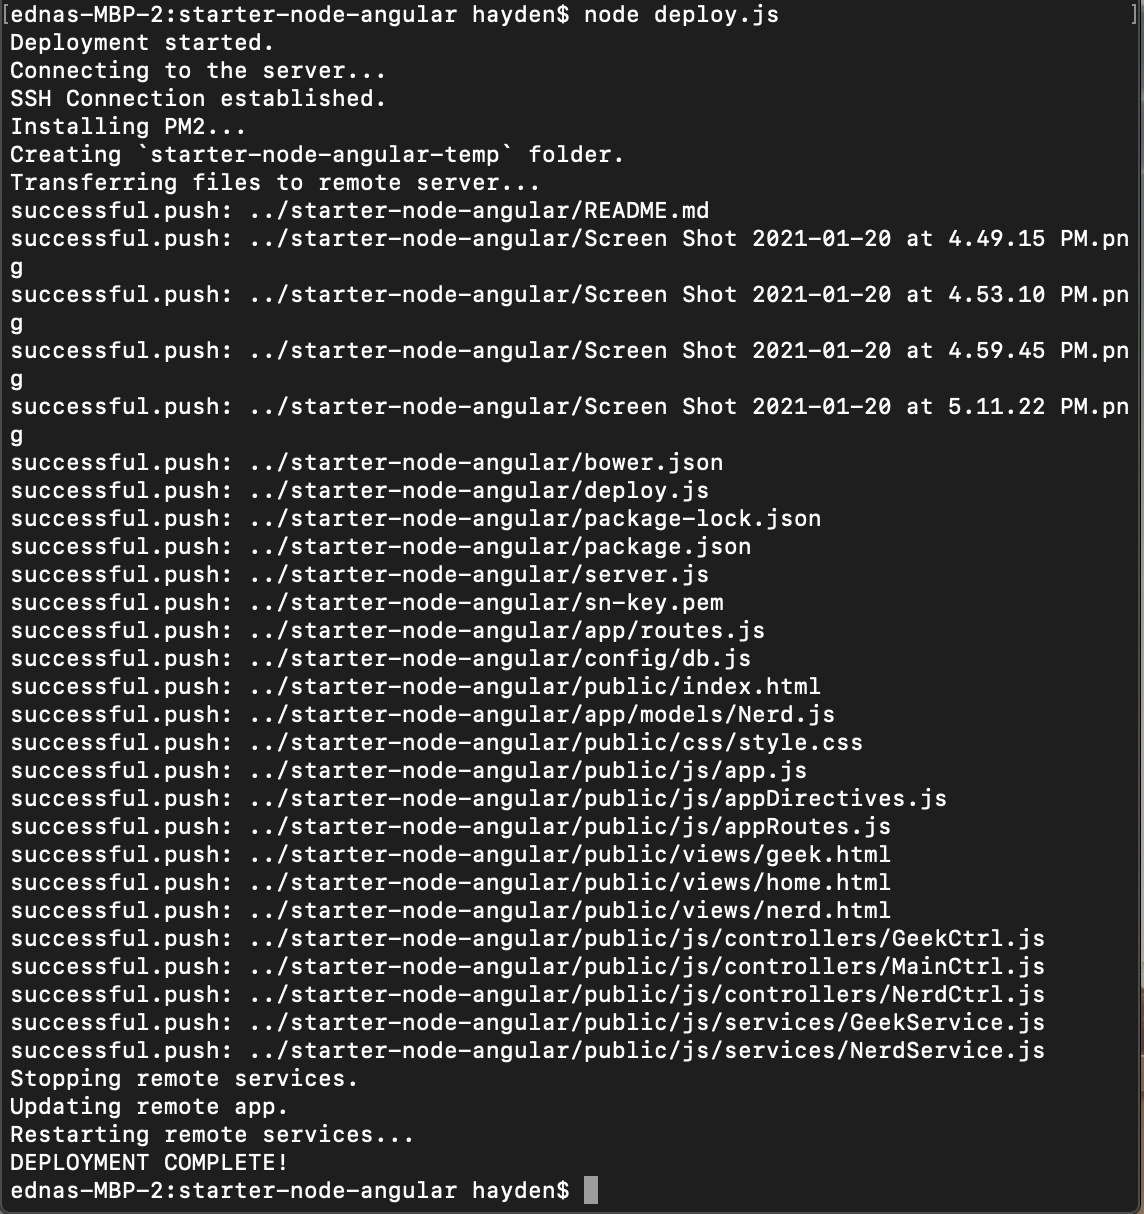 [ednas-MBP-2:starter-node-angular hayden$ node deploy.js ]
Deployment started.
Connecting to the server...
SSH Connection established.
Installing PM2...
Creating `starter-node-angular-temp` folder.
Transferring files to remote server...
successful.push: ../starter-node-angular/README.md
successful.push: ../starter-node-angular/Screen Shot 2021-01-20 at 4.49.15 PM.pn
g
successful.push: ../starter-node-angular/Screen Shot 2021-01-20 at 4.53.10 PM.pn
g
successful.push: ../starter-node-angular/Screen Shot 2021-01-20 at 4.59.45 PM.pn
g
successful.push: ../starter-node-angular/Screen Shot 2021-01-20 at 5.11.22 PM.pn
g
successful.push: ../starter-node-angular/bower.json
successful.push: ../starter-node-angular/deploy.js
successful.push: ../starter-node-angular/package-lock.json
successful.push: ../starter-node-angular/package.json
successful.push: ../starter-node-angular/server.js
successful.push: ../starter-node-angular/sn-key.pem
successful.push: ../starter-node-angular/app/routes.js
successful.push: ../starter-node-angular/config/db.js
successful.push: ../starter-node-angular/public/index.html
successful.push: ../starter-node-angular/app/models/Nerd.js
successful.push: ../starter-node-angular/public/css/style.css
successful.push: ../starter-node-angular/public/js/app.js
successful.push: ../starter-node-angular/public/js/appDirectives.js
successful.push: ../starter-node-angular/public/js/appRoutes.js
successful.push: ../starter-node-angular/public/views/geek.html
successful.push: ../starter-node-angular/public/views/home.html
successful.push: ../starter-node-angular/public/views/nerd.html
successful.push: ../starter-node-angular/public/js/controllers/GeekCtrl.js
successful.push: ../starter-node-angular/public/js/controllers/MainCtrl.js
successful.push: ../starter-node-angular/public/js/controllers/NerdCtrl.js
successful.push: ../starter-node-angular/public/js/services/GeekService.js
successful.push: ../starter-node-angular/public/js/services/NerdService.js
Stopping remote services.
Updating remote app.
Restarting remote services...
DEPLOYMENT COMPLETE!
ednas-MBP-2:starter-node-angular hayden$